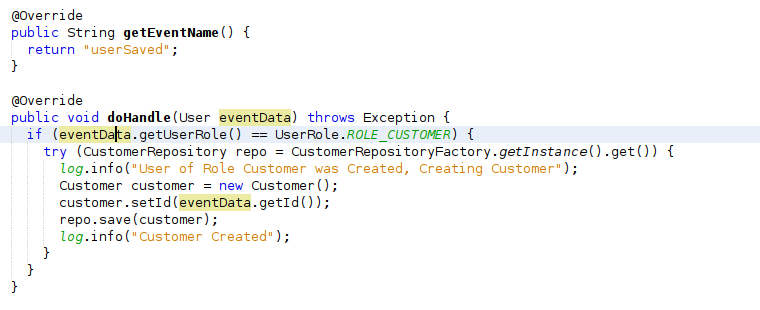 @Override
public String getEventName() {
return "userSaved";
}
@Override
public void doHandle(User eventData) throws Exception {
if (eventData.getUserRole() == UserRole.ROLE_CUSTOMER) {
try (CustomerRepository repo = CustomerRepositoryFactory.getInstance().get()) {
log.info("User of Role Customer was Created, Creating Customer");
Customer customer = new Customer();
customer.setId(eventData.getId());
repo.save(customer);
log.info("Customer Created");
}
}
}